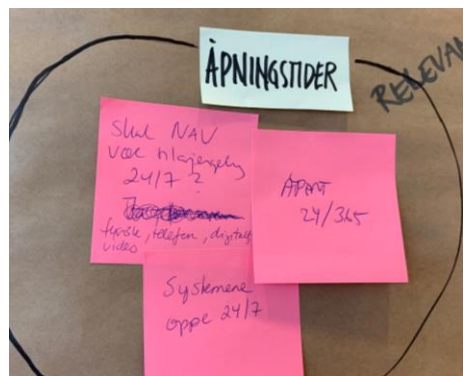 ÅPNINGSTIDER
RELEVAN
Skal NAV
være tilgjengelig
24/7 ?
fysisk, telefon, digitalt
video
ÅPENT
24/365
Systemene
oppe 24/7